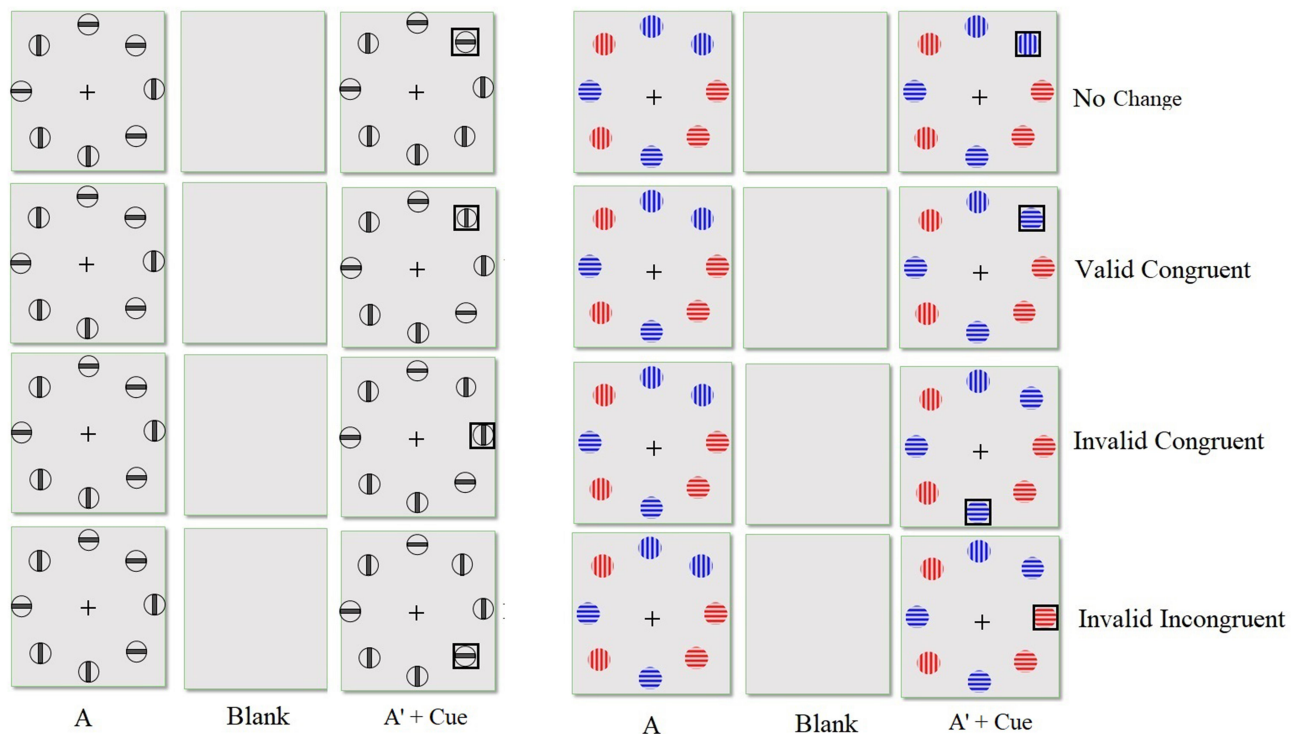 No Change
Valid Congruent
Invalid Congruent
Invalid Incongruent
A
Blank
A' + Cue
A
Blank
A' + Cue